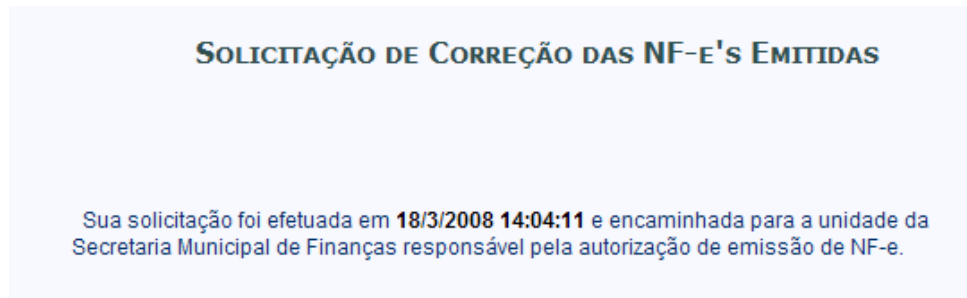 Solicitação de Correção das NF-e's Emitidas
Sua solicitação foi efetuada em 18/3/2008 14:04:11 e encaminhada para a unidade da
Secretaria Municipal de Finanças responsável pela autorização de emissão de NF-e.